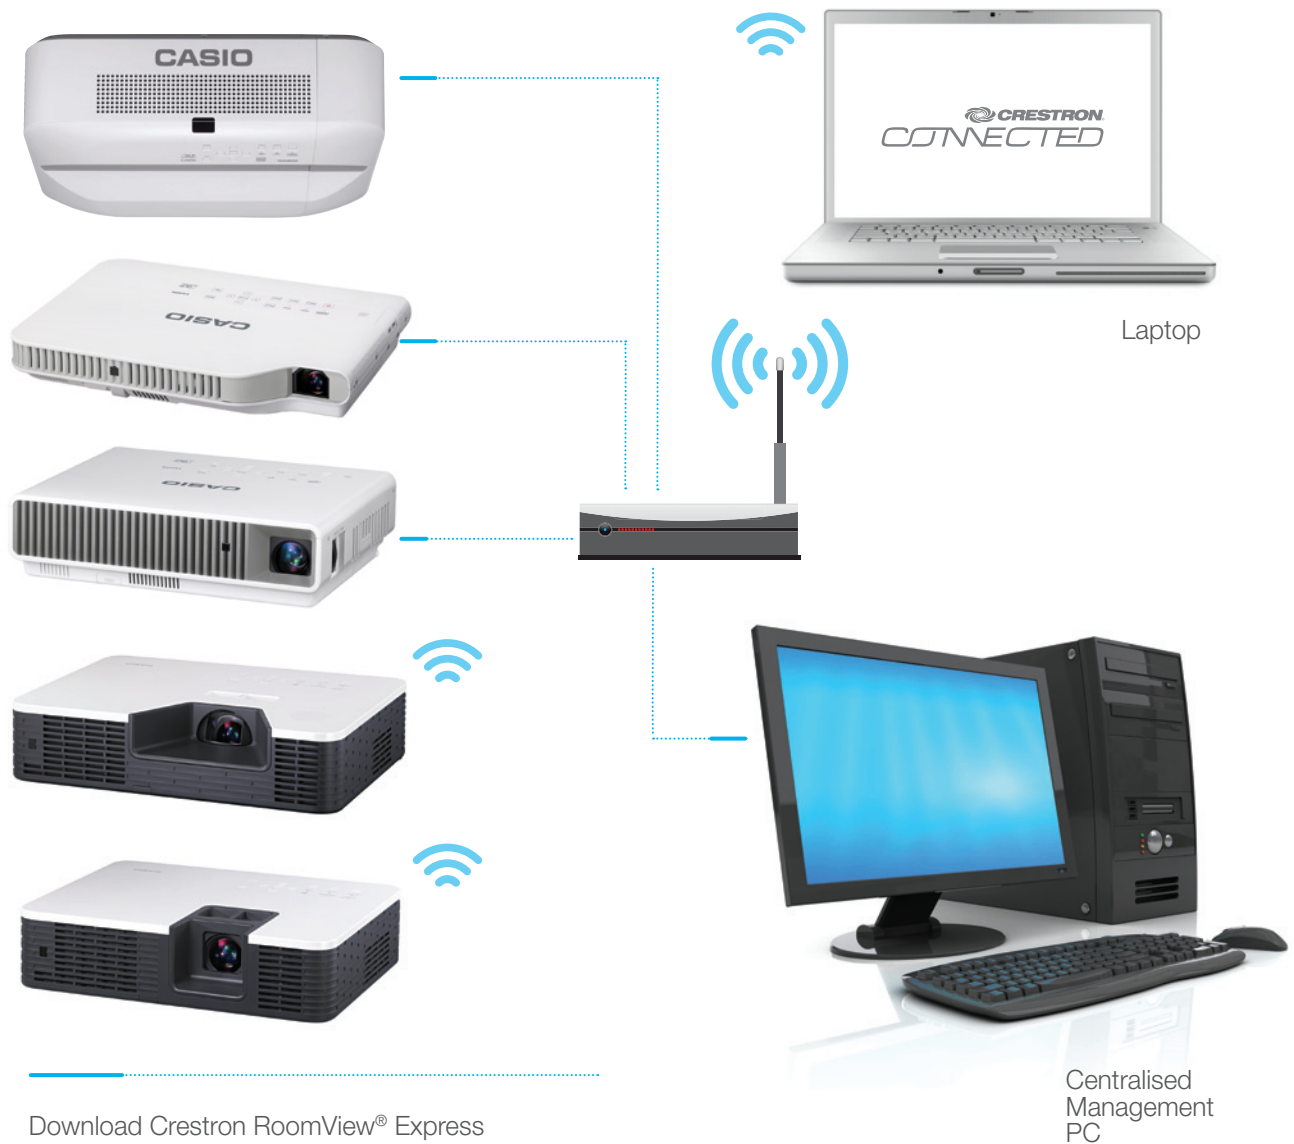 CASIO
CRESTRON
CONNECTED
Laptop
CASIO
CASIO
Download Crestron RoomView® Express
Centralised
Management
PC